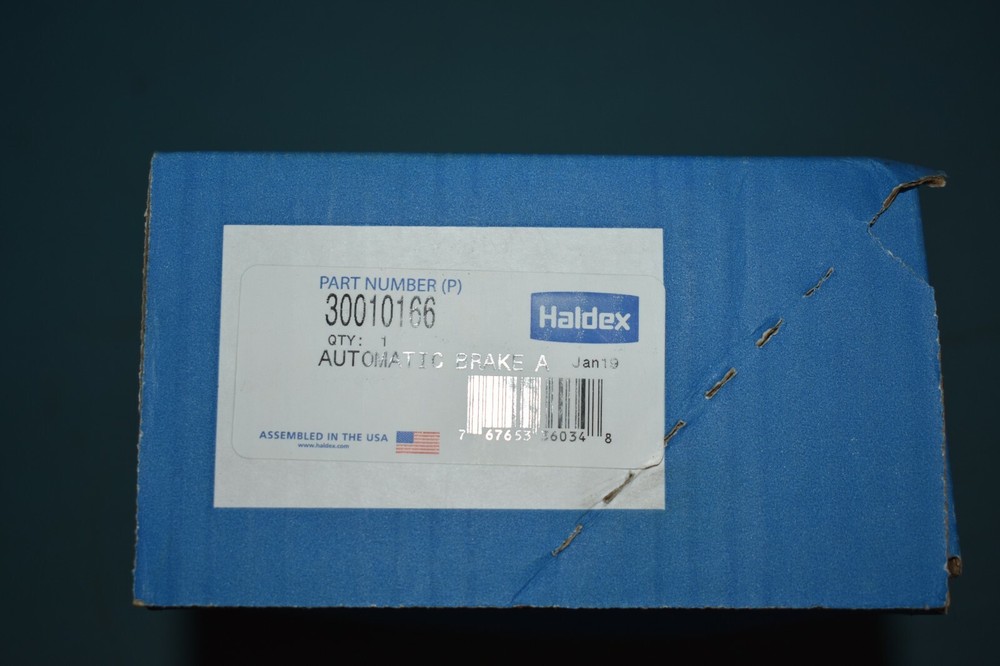 PART NUMBER (P)
30010166
Haldex
QTY: 1
AUTOMATIC BRAKE A
Jan19
7 67653 36034 8
ASSEMBLED IN THE USA
www.haldex.com